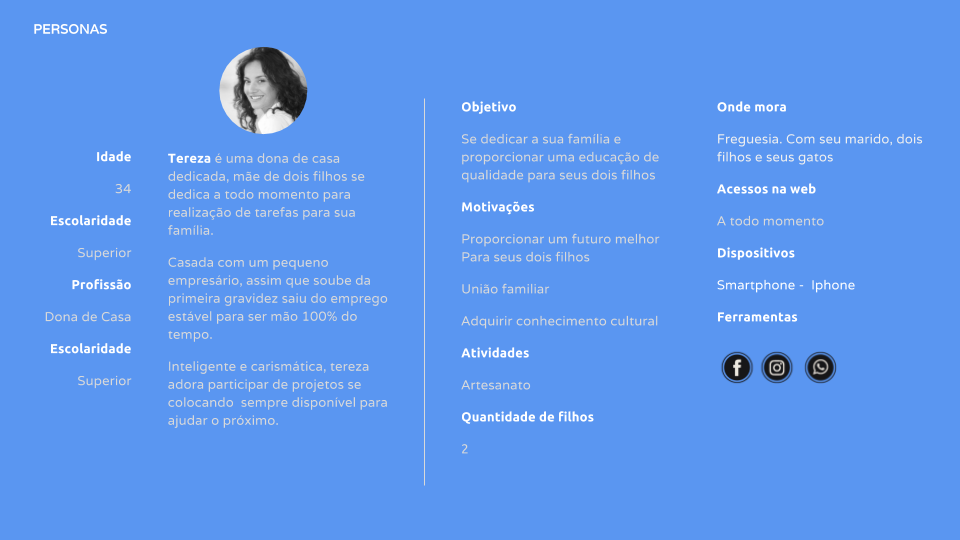 PERSONAS
Idade
34
Escolaridade
Superior
Profissão
Dona de Casa
Escolaridade
Superior
Tereza é uma dona de casa
dedicada, mãe de dois filhos se
dedica a todo momento para
realização de tarefas para sua
família.
Casada com um pequeno
empresário, assim que soube da
primeira gravidez saiu do emprego
estável para ser mão 100% do
tempo.
Inteligente e carismática, tereza
adora participar de projetos se
colocando  sempre disponível para
ajudar o próximo.
Objetivo
Se dedicar a sua família e
proporcionar uma educação de
qualidade para seus dois filhos
Motivações
Proporcionar um futuro melhor
Para seus dois filhos
União familiar
Adquirir conhecimento cultural
Atividades
Artesanato
Quantidade de filhos
2
Onde mora
Freguesia. Com seu marido, dois
filhos e seus gatos
Acessos na web
A todo momento
Dispositivos
Smartphone -  Iphone
Ferramentas